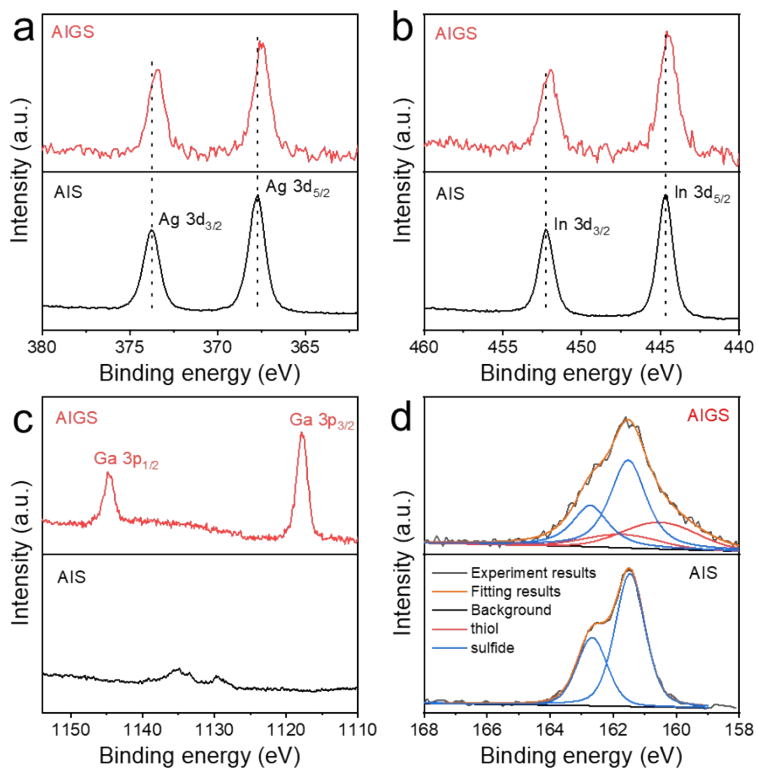 a
AIGS
AIS
Ag 3d3/2
Ag 3d5/2
Intensity (a.u.)
380 375 370 365
Binding energy (eV)
b
AIGS
AIS
In 3d3/2
In 3d5/2
Intensity (a.u.)
460 455 450 445 440
Binding energy (eV)
c
AIGS
Ga 3p1/2
Ga 3p3/2
AIS
Intensity (a.u.)
1150 1140 1130 1120 1110
Binding energy (eV)
d
AIGS
AIS
Experiment results
Fitting results
Background
thiol
sulfide
Intensity (a.u.)
168 166 164 162 160 158
Binding energy (eV)